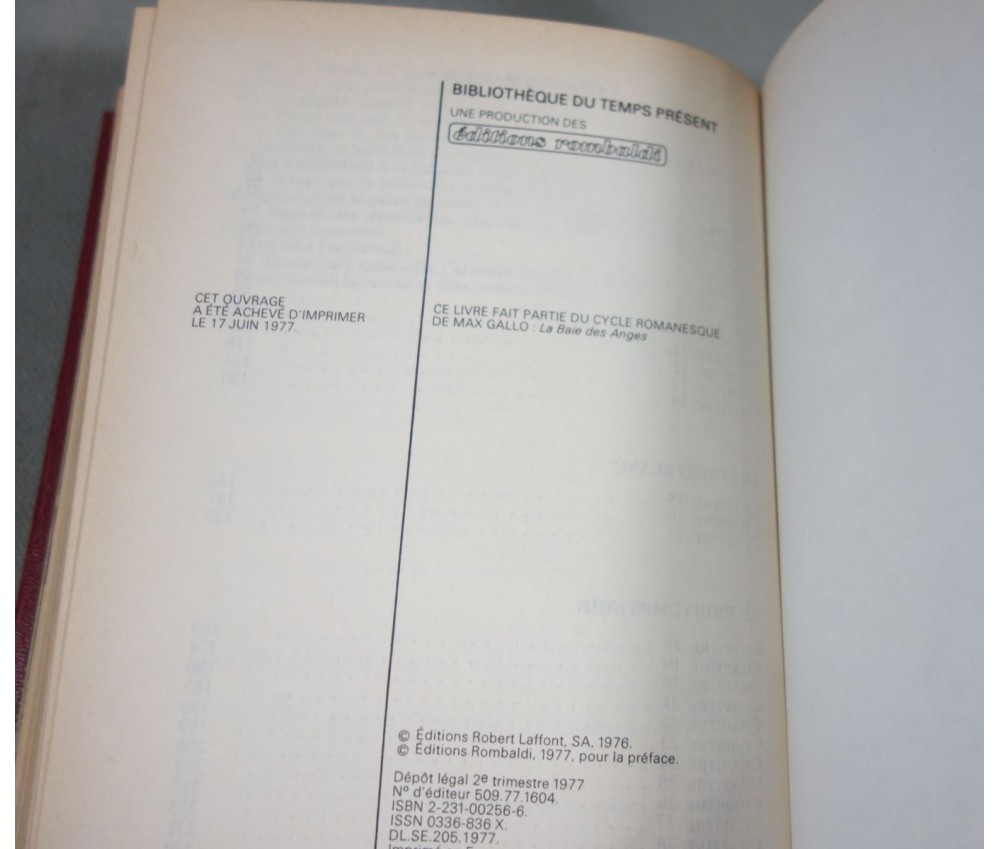 BIBLIOTHÈQUE DU TEMPS PRÉSENT
UNE PRODUCTION DES
éditions rombaldi
CET OUVRAGE
A ÉTÉ ACHEVÉ D'IMPRIMER
LE 17 JUIN 1977.
CE LIVRE FAIT PARTIE DU CYCLE ROMANESQUE
DE MAX GALLO : La Baie des Anges
© Éditions Robert Laffont, SA, 1976.
© Éditions Rombaldi, 1977, pour la préface.
Dépôt légal 2e trimestre 1977
N° d'éditeur 509.77.1604.
ISBN 2-231-00256-6.
ISSN 0336-836 X.
DL.SE.205.1977.